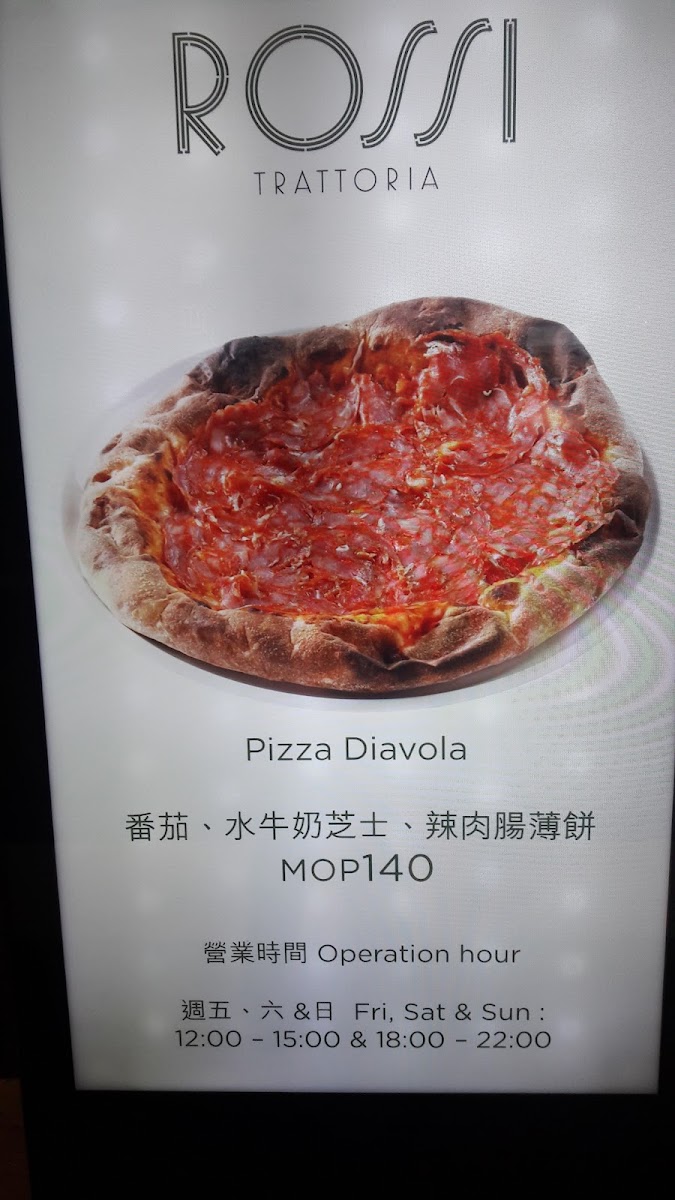 ROSSI
TRATTORIA
Pizza Diavola
番茄、水牛奶芝士、辣肉腸薄餅
MOP140
營業時間 Operation hour
週五、六 &日 Fri, Sat & Sun :
12:00 – 15:00 & 18:00 – 22:00